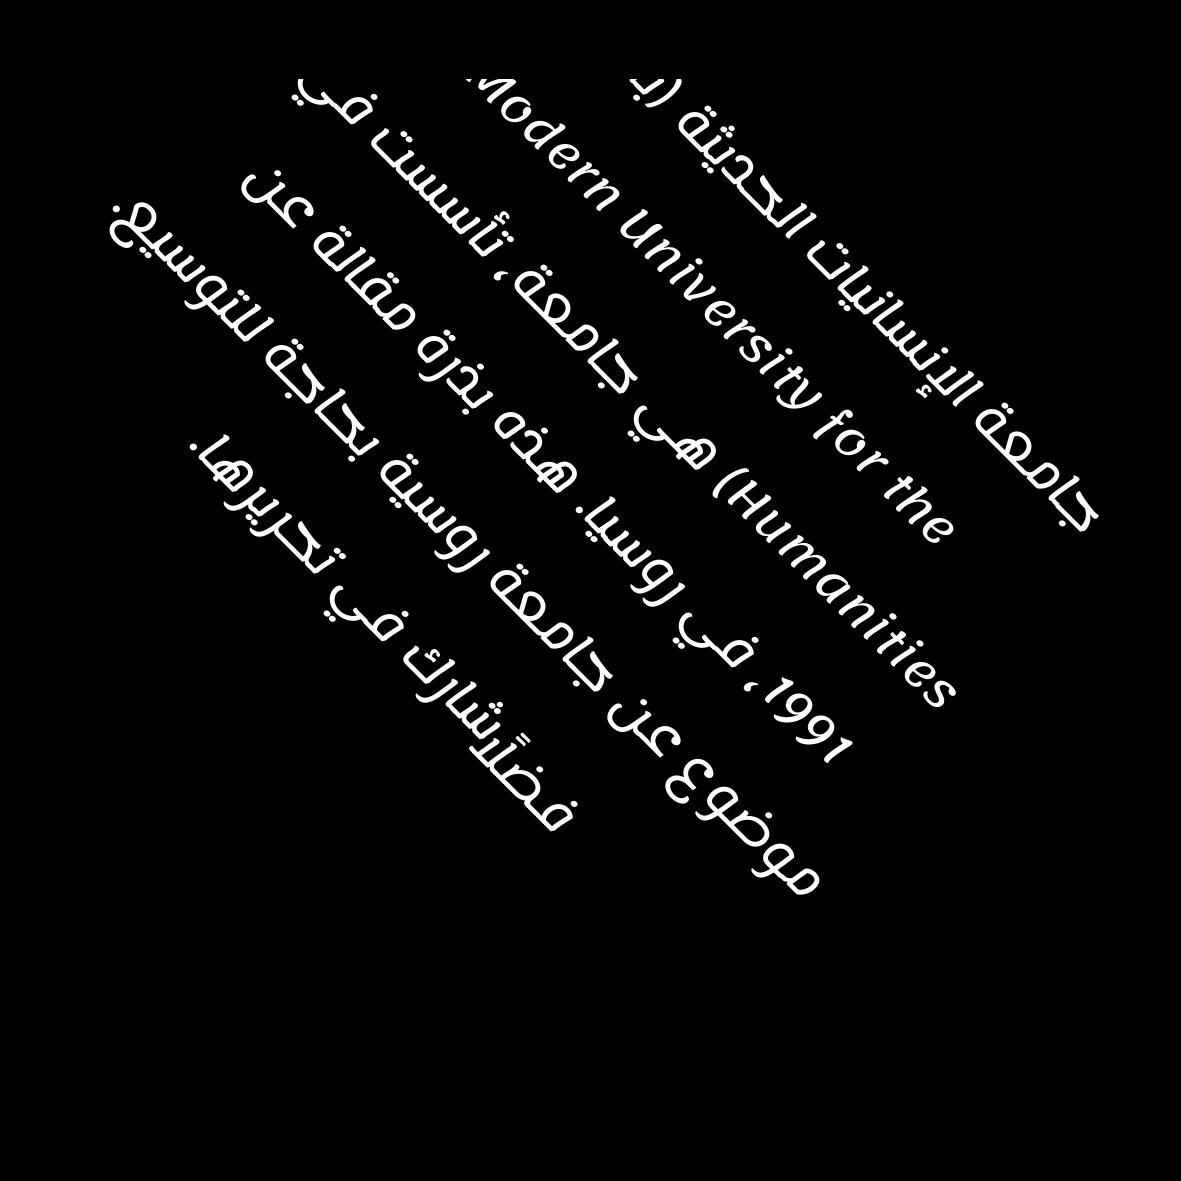 جامعة الإنسانيات الحديثة
Modern University for the
Humanities) هي جامعة، تأسست في
1991، في روسيا. هذه بذرة مقالة عن
موضوع عن جامعة روسية بحاجة للتوسيع.
فضلًا شارك في تحريرها.